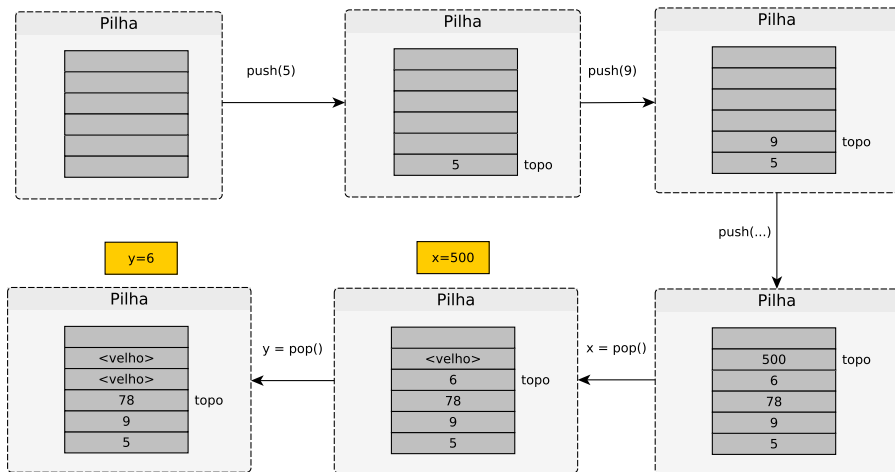 Pilha
push(5)
Pilha
5 topo
push(9)
Pilha
9 topo
5
push(...)
y=6
x=500
Pilha
<velho>
<velho>
78 topo
9
5
y = pop()
Pilha
<velho>
6 topo
78
9
5
x = pop()
Pilha
500 topo
6
78
9
5